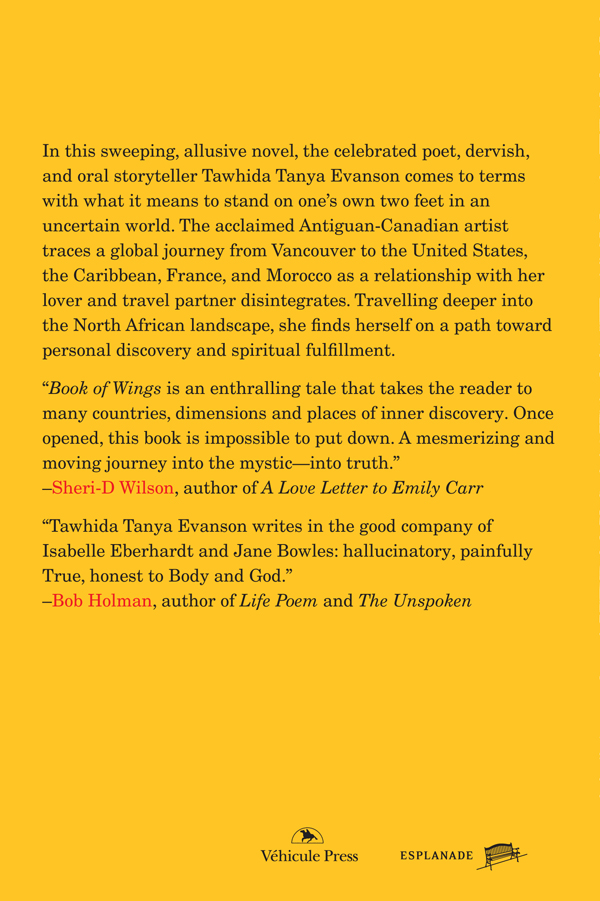 In this sweeping, allusive novel, the celebrated poet, dervish,
and oral storyteller Tawhida Tanya Evanson comes to terms
with what it means to stand on one’s own two feet in an
uncertain world. The acclaimed Antiguan-Canadian artist
traces a global journey from Vancouver to the United States,
the Caribbean, France, and Morocco as a relationship with her
lover and travel partner disintegrates. Travelling deeper into
the North African landscape, she finds herself on a path toward
personal discovery and spiritual fulfillment.
“Book of Wings is an enthralling tale that takes the reader to
many countries, dimensions and places of inner discovery. Once
opened, this book is impossible to put down. A mesmerizing and
moving journey into the mystic—into truth.”
–Sheri-D Wilson, author of A Love Letter to Emily Carr
“Tawhida Tanya Evanson writes in the good company of
Isabelle Eberhardt and Jane Bowles: hallucinatory, painfully
True, honest to Body and God.”
–Bob Holman, author of Life Poem and The Unspoken
Véhicule Press
ESPLANADE